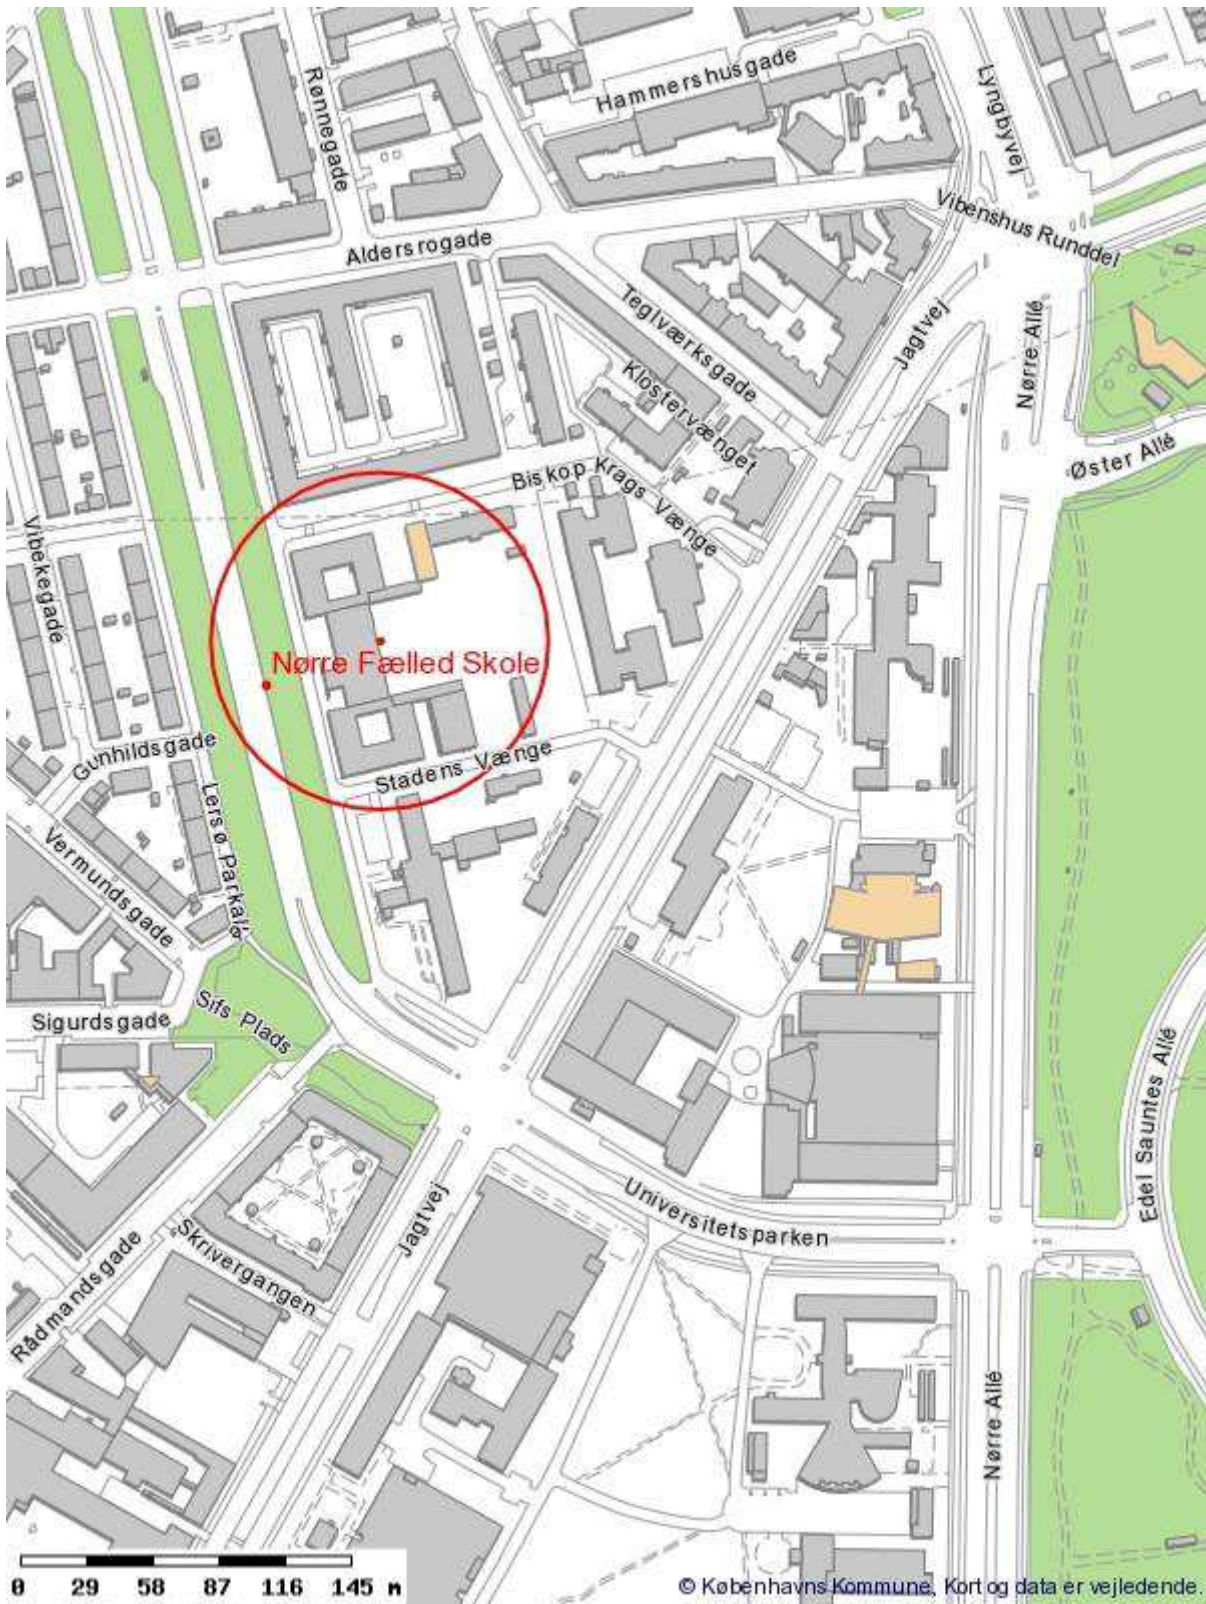 Hammershusgade
Lyngbyvej
Rønnegade
Vibenshus Runddel
Aldersrogade
Teglværksgade
Jagtvej
Nørre Allé
Klostervænget
Øster Allé
Biskop Krags Vænge
Vibekegade
Nørre Fælled Skole
Gunhildsgade
Stadens Vænge
Lersø Parkallé
Vermundsgade
Sifs Plads
Sigurdsgade
Edel Sauntes Allé
Universitetsparken
Jagtvej
Skrivergangen
Rådmandsgade
Nørre Allé
0 29 58 87 116 145 m
© Københavns Kommune, Kort og data er vejledende.